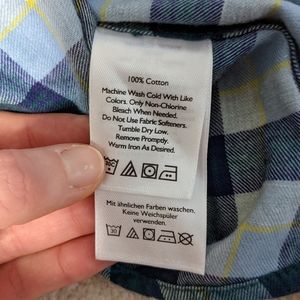 100% Cotton
Machine Wash Cold With Like
Colors. Only Non-Chlorine
Bleach When Needed.
Do Not Use Fabric Softeners.
Tumble Dry Low.
Remove Promptly.
Warm Iron As Desired.
Mit ähnlichen Farben waschen.
Keine Weichspüler
verwenden.
30